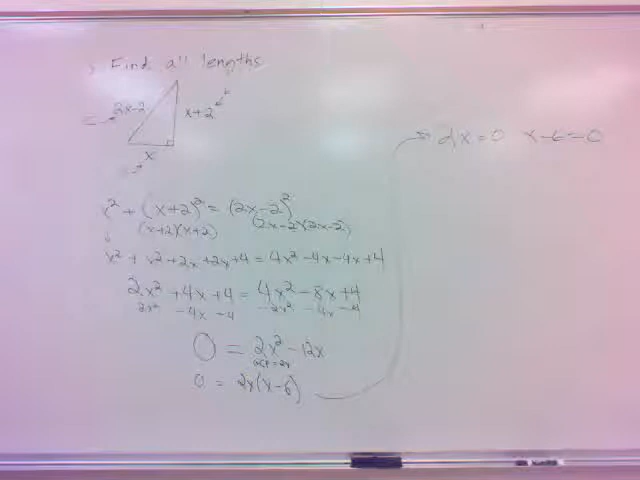 Find all lengths
2x-2
x+2
x
x² + (x+2)² = (2x-2)²
(x+2)(x+2) (2x-2)(2x-2)
x² + x² + 2x + 2x + 4 = 4x² - 4x - 4x + 4
2x² + 4x + 4 = 4x² - 8x + 4
-2x² -4x -4 -2x² -4x -4
0 = 2x² - 12x
0 = 2x(x-6)
2x = 0 x-6=0